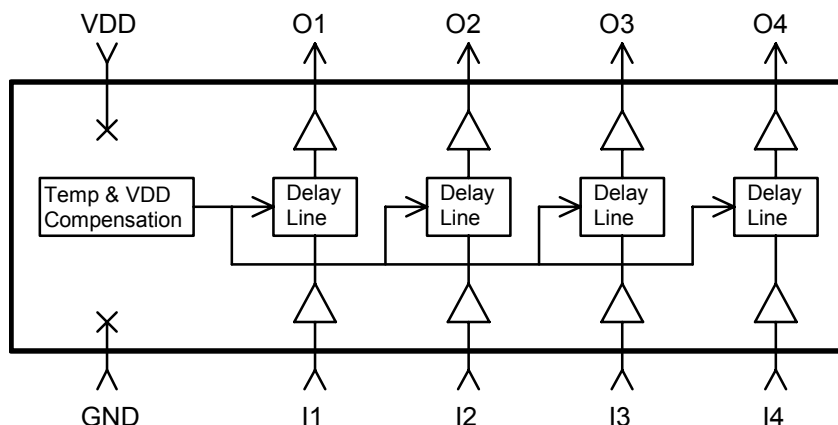 VDD O1 O2 O3 O4
Temp & VDD
Compensation
Delay
Line
Delay
Line
Delay
Line
Delay
Line
GND I1 I2 I3 I4